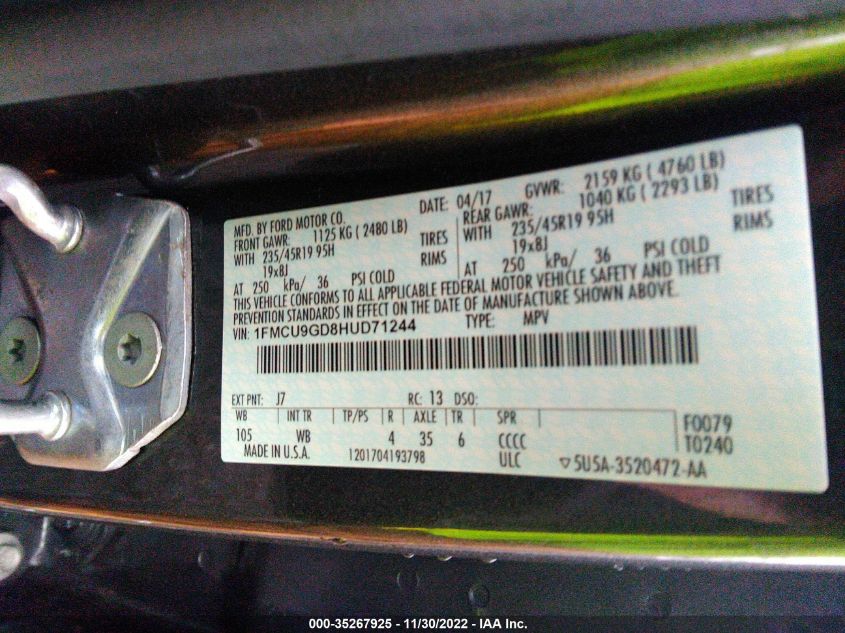 MFD. BY FORD MOTOR CO.
DATE: 04/17 GVWR: 2159 KG ( 4760 LB)
FRONT GAWR: 1125 KG ( 2480 LB)
REAR GAWR: 1040 KG ( 2293 LB)
WITH 235/45R19 95H TIRES
WITH 235/45R19 95H TIRES
19x8J RIMS
19x8J RIMS
AT 250 kPa/ 36 PSI COLD
AT 250 kPa/ 36 PSI COLD
THIS VEHICLE CONFORMS TO ALL APPLICABLE FEDERAL MOTOR VEHICLE SAFETY AND THEFT
PREVENTION STANDARDS IN EFFECT ON THE DATE OF MANUFACTURE SHOWN ABOVE.
VIN: 1FMCU9GD8HUD71244 TYPE: MPV
EXT PNT: J7 RC: 13 DSO:
WB INT TR TP/PS R AXLE TR SPR
105 WB 4 35 6 CCCC
F0079
T0240
MADE IN U.S.A. 1201704193798 ULC ▽5U5A-3520472-AA
000-35267925 - 11/30/2022 - IAA Inc.